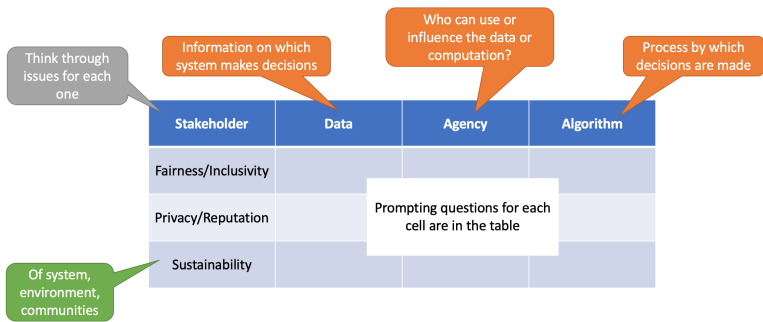 Who can use or
influence the data or
computation?
Information on which
system makes decisions
Process by which
decisions are made
Think through
issues for each
one
Stakeholder Data Agency Algorithm
Fairness/Inclusivity
Privacy/Reputation
Prompting questions for each
cell are in the table
Sustainability
Of system,
environment,
communities